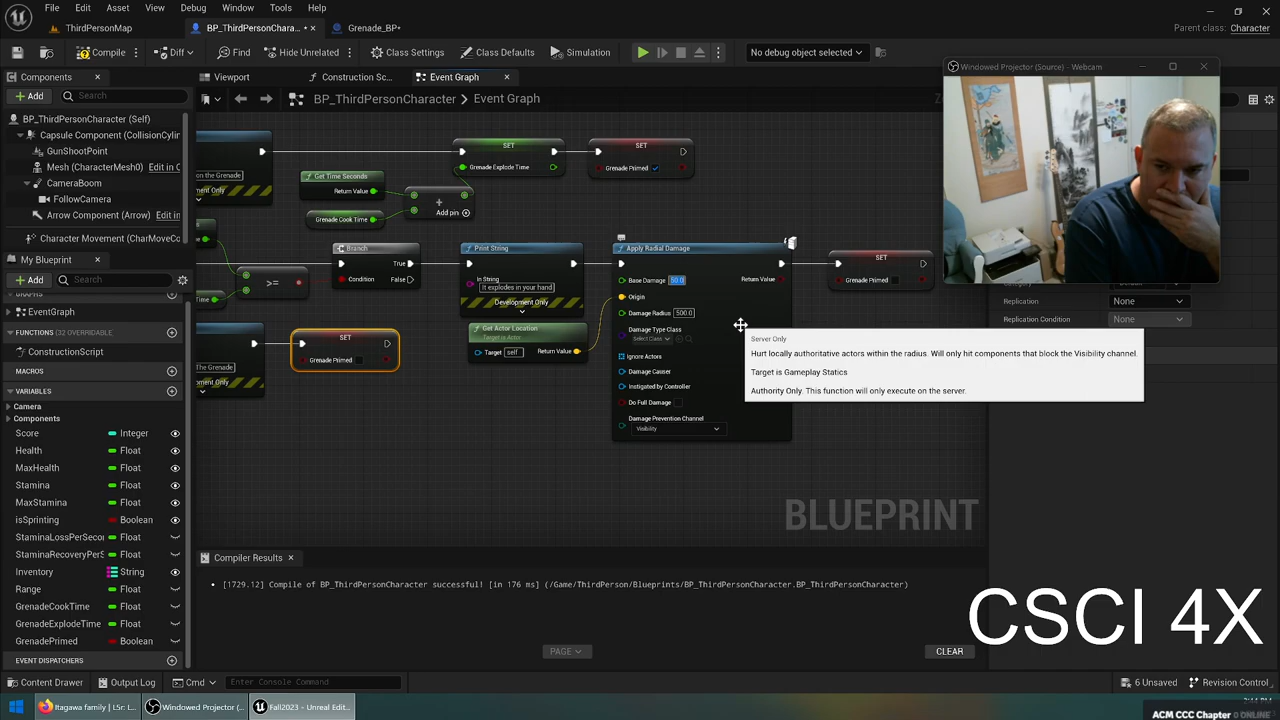 File Edit Asset View Debug Window Tools Help
ThirdPersonMap
BP_ThirdPersonChara...
Grenade_BP*
Parent class: Character
Compile
Diff
Find
Hide Unrelated
Class Settings
Class Defaults
Simulation
No debug object selected
Components
Viewport
Construction Sc...
Event Graph
Windowed Projector (Source) - Webcam
Add
Search
BP_ThirdPersonCharacter > Event Graph
BP_ThirdPersonCharacter (Self)
Capsule Component (CollisionCylin
GunShootPoint
Mesh (CharacterMesh0) Edit in C
CameraBoom
FollowCamera
Arrow Component (Arrow) Edit in
Character Movement (CharMoveCo
My Blueprint
Add
Search
EventGraph
FUNCTIONS (32 OVERRIDABLE)
ConstructionScript
MACROS
VARIABLES
Camera
Components
Score Integer
Health Float
MaxHealth Float
Stamina Float
MaxStamina Float
isSprinting Boolean
StaminaLossPerSecon
Float
StaminaRecoveryPerS
Float
Inventory String
Range Float
GrenadeCookTime Float
GrenadeExplodeTime Float
GrenadePrimed Boolean
EVENT DISPATCHERS
on the Grenade
SET
Grenade Explode Time
SET
Grenade Primed
Get Time Seconds
Return Value
Grenade Cook Time
+
Add pin
Time
>=
Branch
Condition
True
False
Print String
In String
It explodes in your hand
Development Only
Get Actor Location
Target is Actor
Target self
Return Value
Apply Radial Damage
Base Damage 50.0
Return Value
Origin
Damage Radius 500.0
Damage Type Class
Select Class
Ignore Actors
Damage Causer
Instigated by Controller
Do Full Damage
Damage Prevention Channel
Visibility
SET
Grenade Primed
The Grenade
SET
Grenade Primed
Server Only
Hurt locally authoritative actors within the radius. Will only hit components that block the Visibility channel.
Target is Gameplay Statics
Authority Only. This function will only execute on the server.
Replication None
Replication Condition None
BLUEPRINT
Compiler Results
[1729.12] Compile of BP_ThirdPersonCharacter successful! [in 176 ms] (/Game/ThirdPerson/Blueprints/BP_ThirdPersonCharacter.BP_ThirdPersonCharacter)
CSCI 4X
PAGE
CLEAR
Content Drawer
Output Log
Cmd
Enter Console Command
6 Unsaved
Revision Control
Itagawa family | l5r: L...
Windowed Projector (...
Fall2023 - Unreal Edit...
ACM CCC Chapter
ONLINE